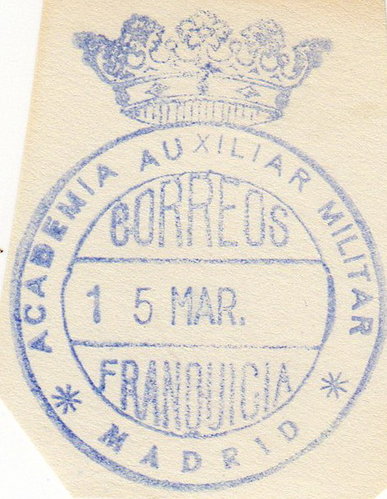 ACADEMIA AUXILIAR MILITAR
CORREOS
1 5 MAR.
FRANQUICIA
* MADRID *